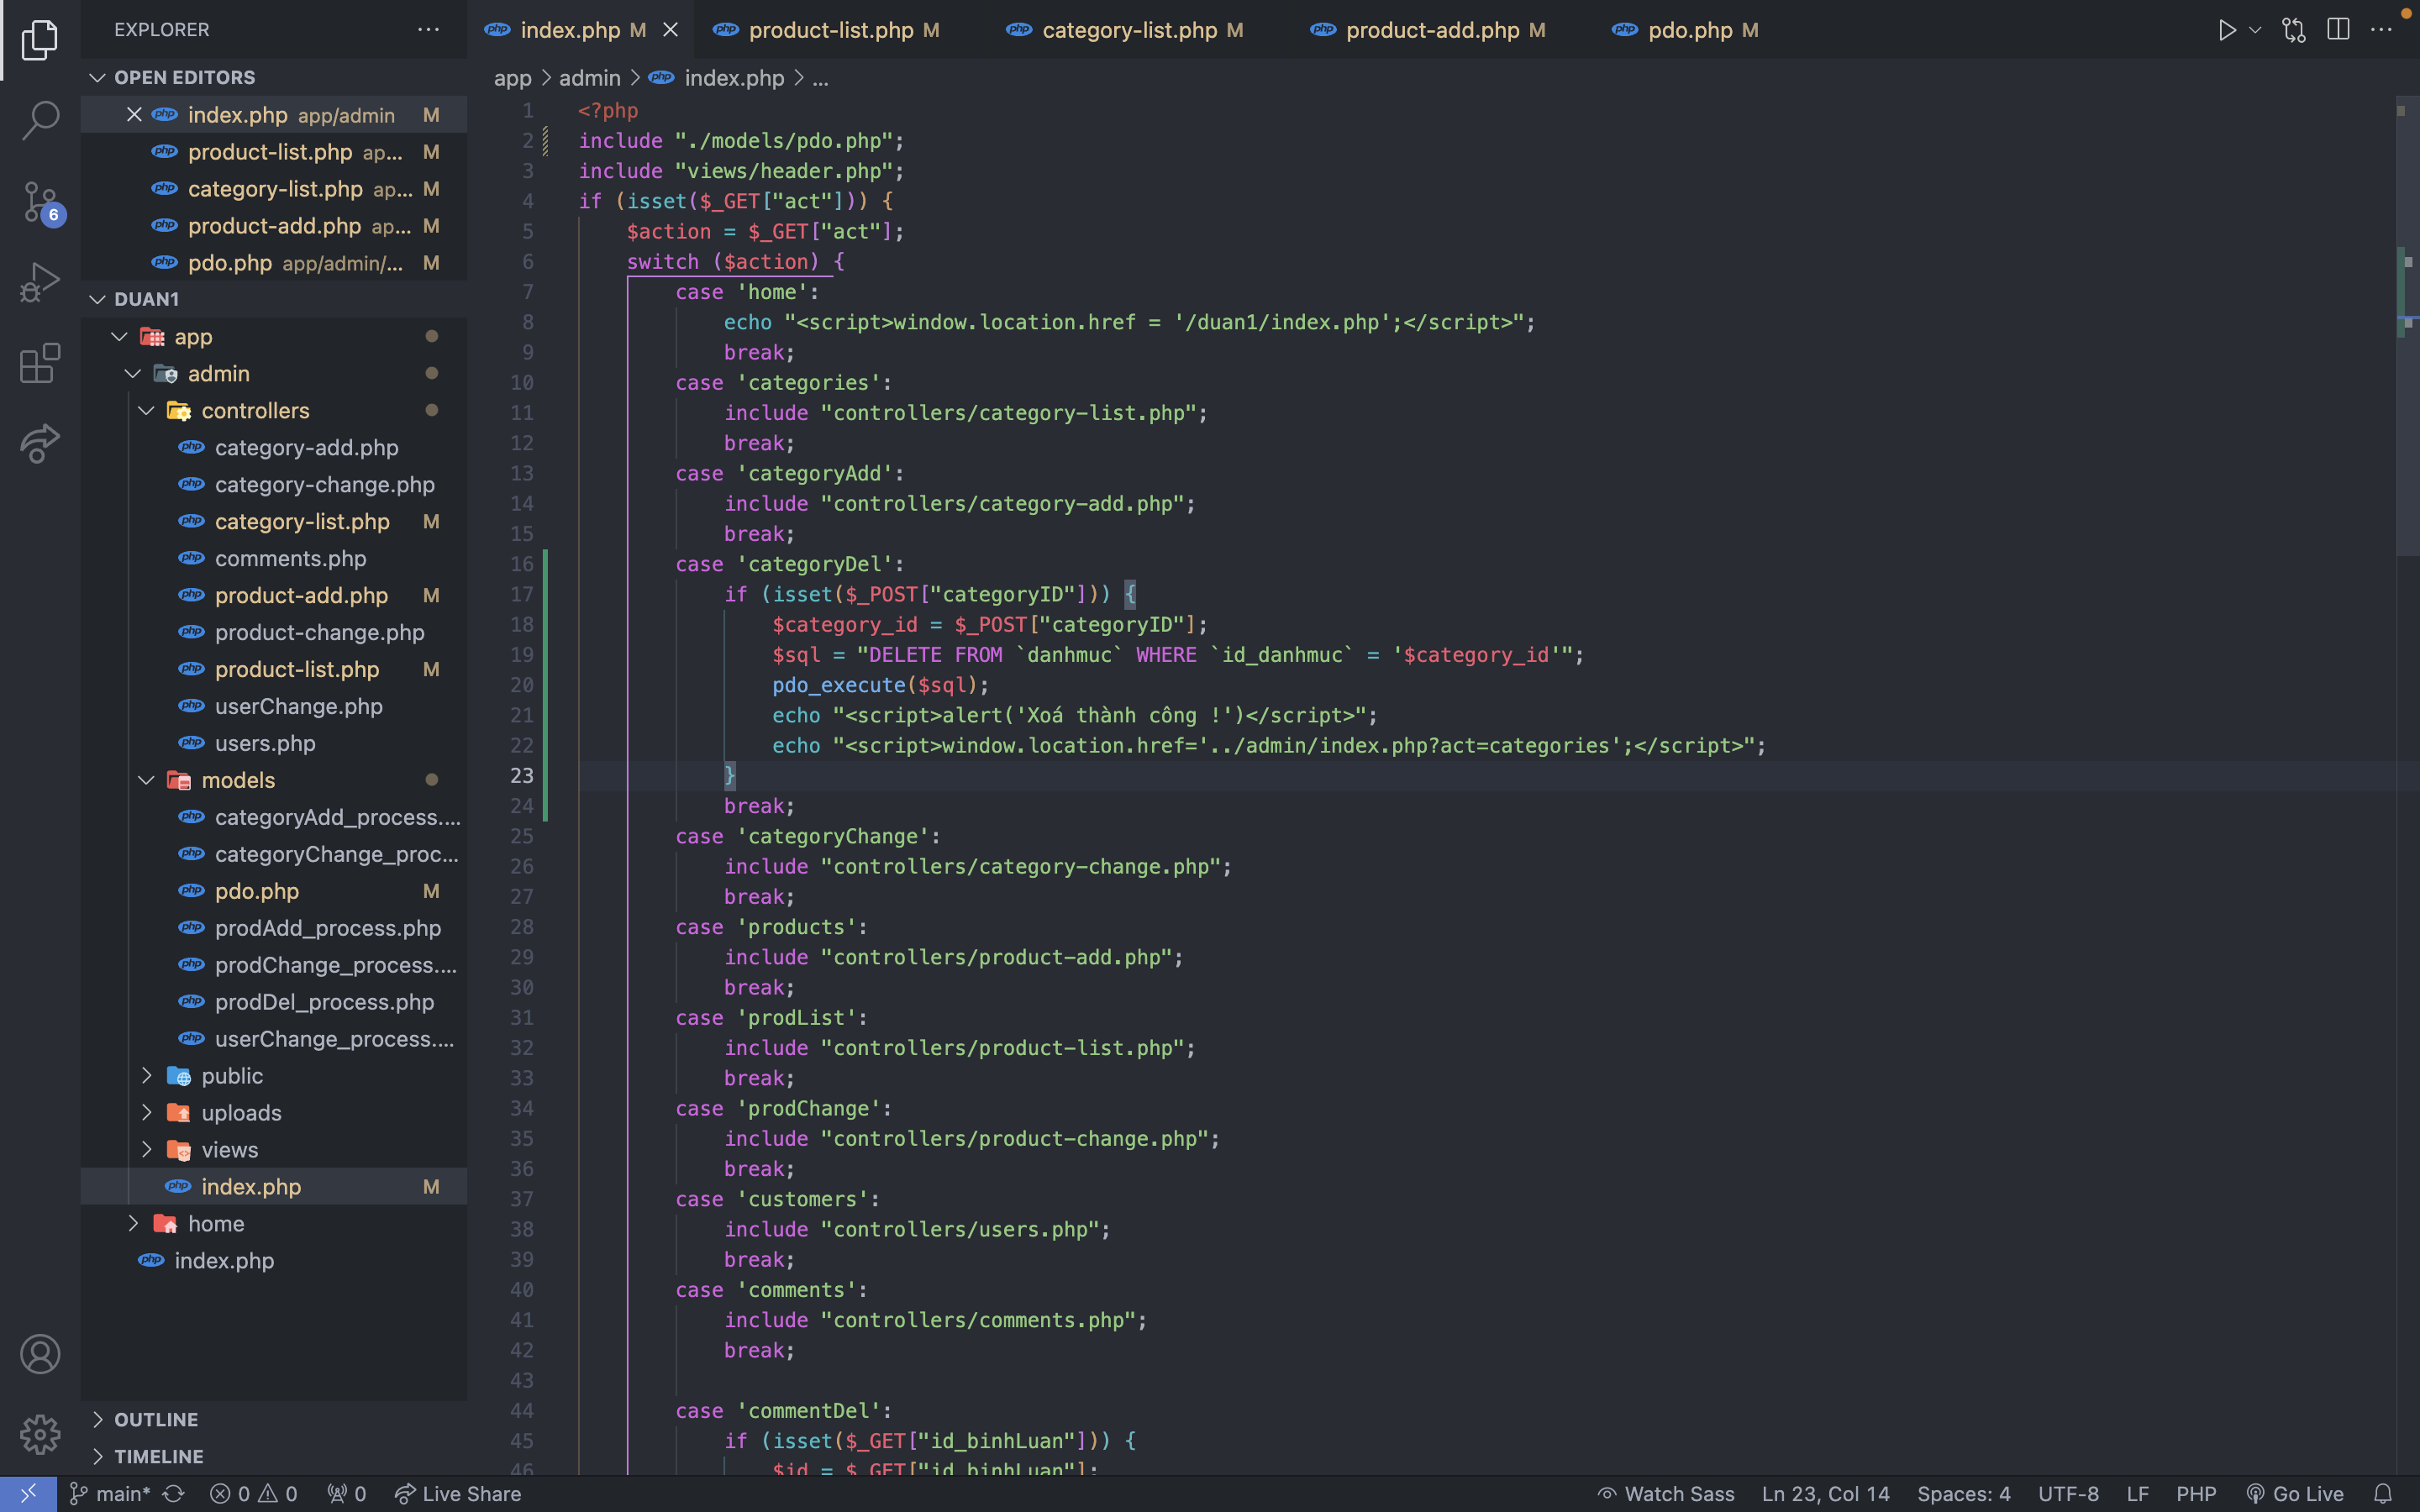 EXPLORER
OPEN EDITORS
index.php app/admin M
product-list.php ap... M
category-list.php ap... M
product-add.php ap... M
pdo.php app/admin/... M
DUAN1
app
admin
controllers
category-add.php
category-change.php
category-list.php M
comments.php
product-add.php M
product-change.php
product-list.php M
userChange.php
users.php
models
categoryAdd_process....
categoryChange_proc...
pdo.php M
prodAdd_process.php
prodChange_process....
prodDel_process.php
userChange_process....
public
uploads
views
index.php M
home
index.php
OUTLINE
TIMELINE
6
index.php M
product-list.php M
category-list.php M
product-add.php M
pdo.php M
app > admin > index.php > ...
1 <?php
2 include "./models/pdo.php";
3 include "views/header.php";
4 if (isset($_GET["act"])) {
5 $action = $_GET["act"];
6 switch ($action) {
7 case 'home':
8 echo "<script>window.location.href = '/duan1/index.php';</script>";
9 break;
10 case 'categories':
11 include "controllers/category-list.php";
12 break;
13 case 'categoryAdd':
14 include "controllers/category-add.php";
15 break;
16 case 'categoryDel':
17 if (isset($_POST["categoryID"])) {
18 $category_id = $_POST["categoryID"];
19 $sql = "DELETE FROM `danhmuc` WHERE `id_danhmuc` = '$category_id'";
20 pdo_execute($sql);
21 echo "<script>alert('Xoá thành công !')</script>";
22 echo "<script>window.location.href='../admin/index.php?act=categories';</script>";
23 }
24 break;
25 case 'categoryChange':
26 include "controllers/category-change.php";
27 break;
28 case 'products':
29 include "controllers/product-add.php";
30 break;
31 case 'prodList':
32 include "controllers/product-list.php";
33 break;
34 case 'prodChange':
35 include "controllers/product-change.php";
36 break;
37 case 'customers':
38 include "controllers/users.php";
39 break;
40 case 'comments':
41 include "controllers/comments.php";
42 break;
43
44 case 'commentDel':
45 if (isset($_GET["id_binhLuan"])) {
46 $id = $_GET["id_binhLuan"];
main* 0 0 0 Live Share
Watch Sass Ln 23, Col 14 Spaces: 4 UTF-8 LF PHP Go Live